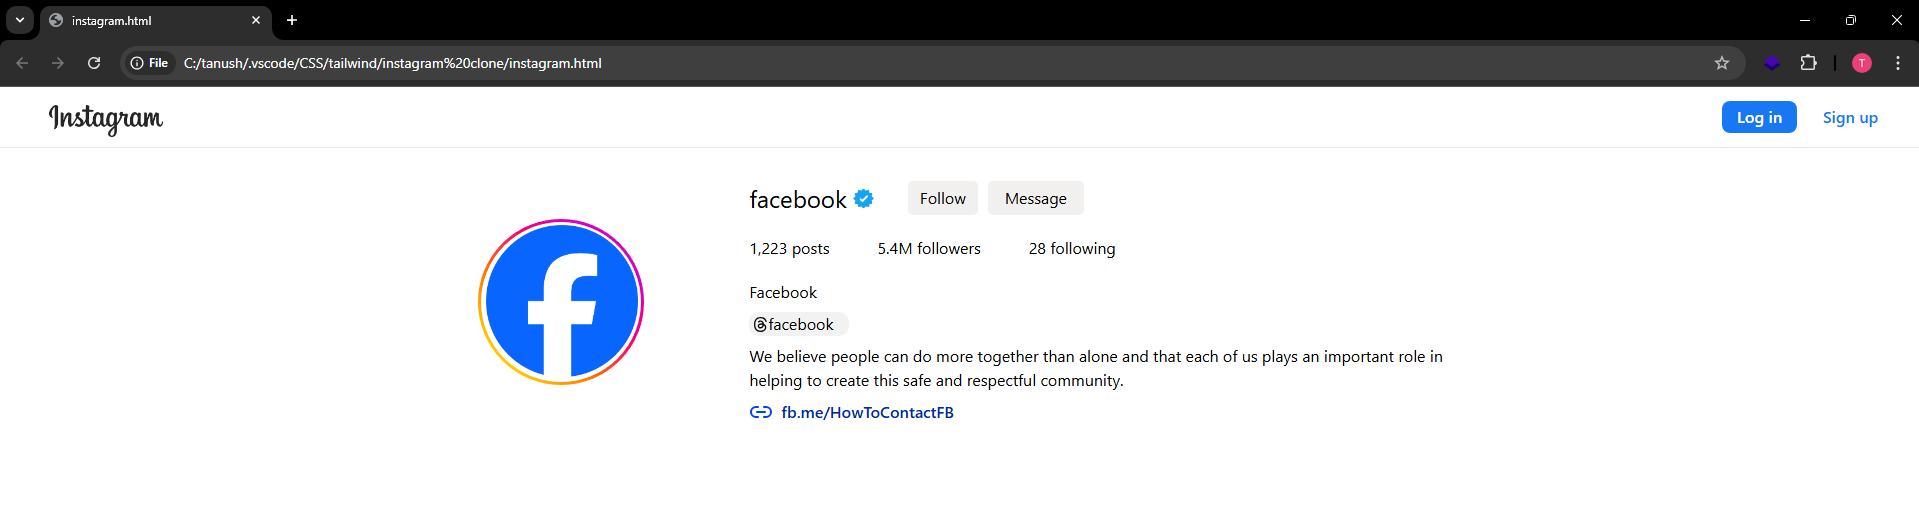 instagram.html
File C:/tanush/.vscode/CSS/tailwind/instagram%20clone/instagram.html
T
Instagram
Log in Sign up
facebook Follow Message
1,223 posts 5.4M followers 28 following
Facebook
@facebook
We believe people can do more together than alone and that each of us plays an important role in
helping to create this safe and respectful community.
fb.me/HowToContactFB